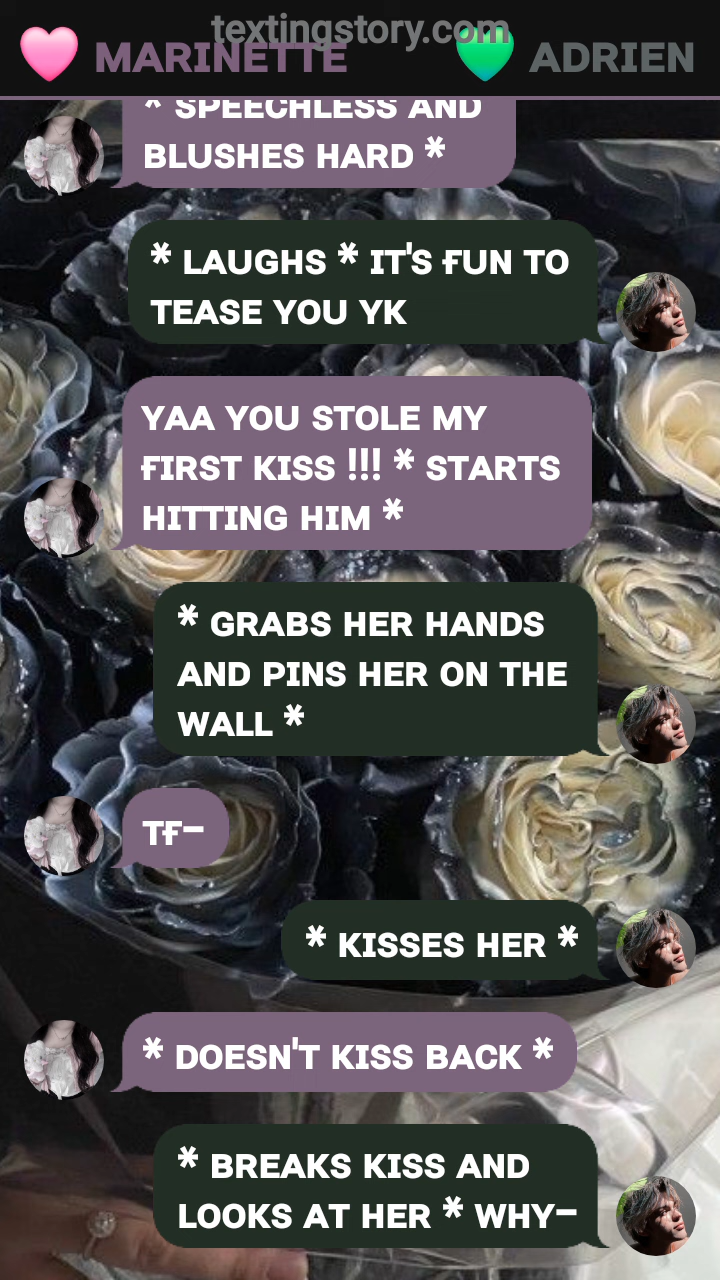 textingstory.com
MARINETTE
ADRIEN
* SPEECHLESS AND
BLUSHES HARD *
* LAUGHS * IT'S FUN TO
TEASE YOU YK
YAA YOU STOLE MY
FIRST KISS !!! * STARTS
HITTING HIM *
* GRABS HER HANDS
AND PINS HER ON THE
WALL *
TF–
* KISSES HER *
* DOESN'T KISS BACK *
* BREAKS KISS AND
LOOKS AT HER * WHY–